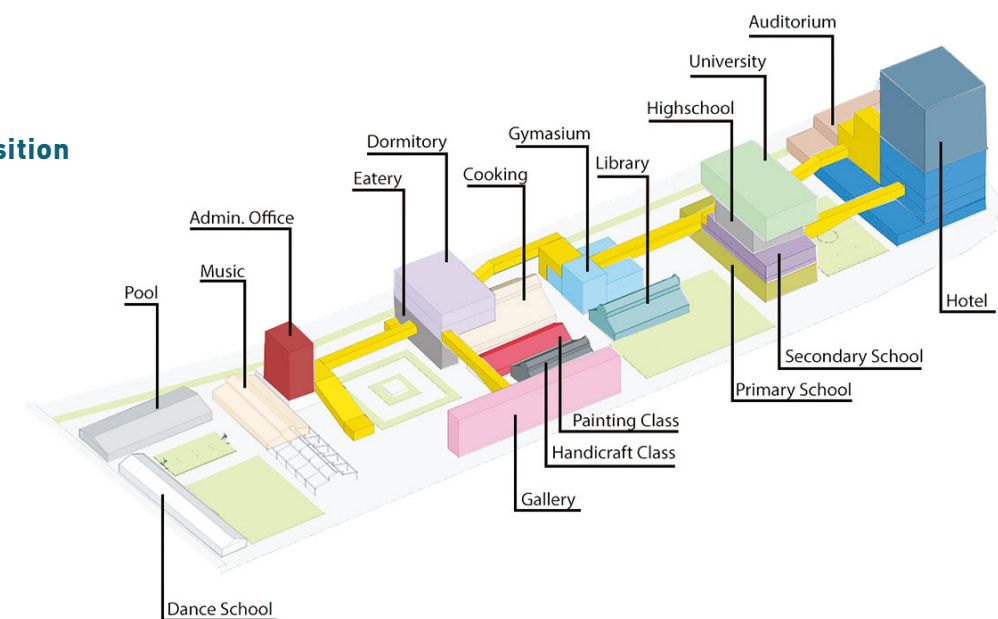 sition
Auditorium
University
Highschool
Gymasium
Dormitory
Library
Cooking
Eatery
Admin. Office
Music
Pool
Hotel
Secondary School
Primary School
Painting Class
Handicraft Class
Gallery
Dance School